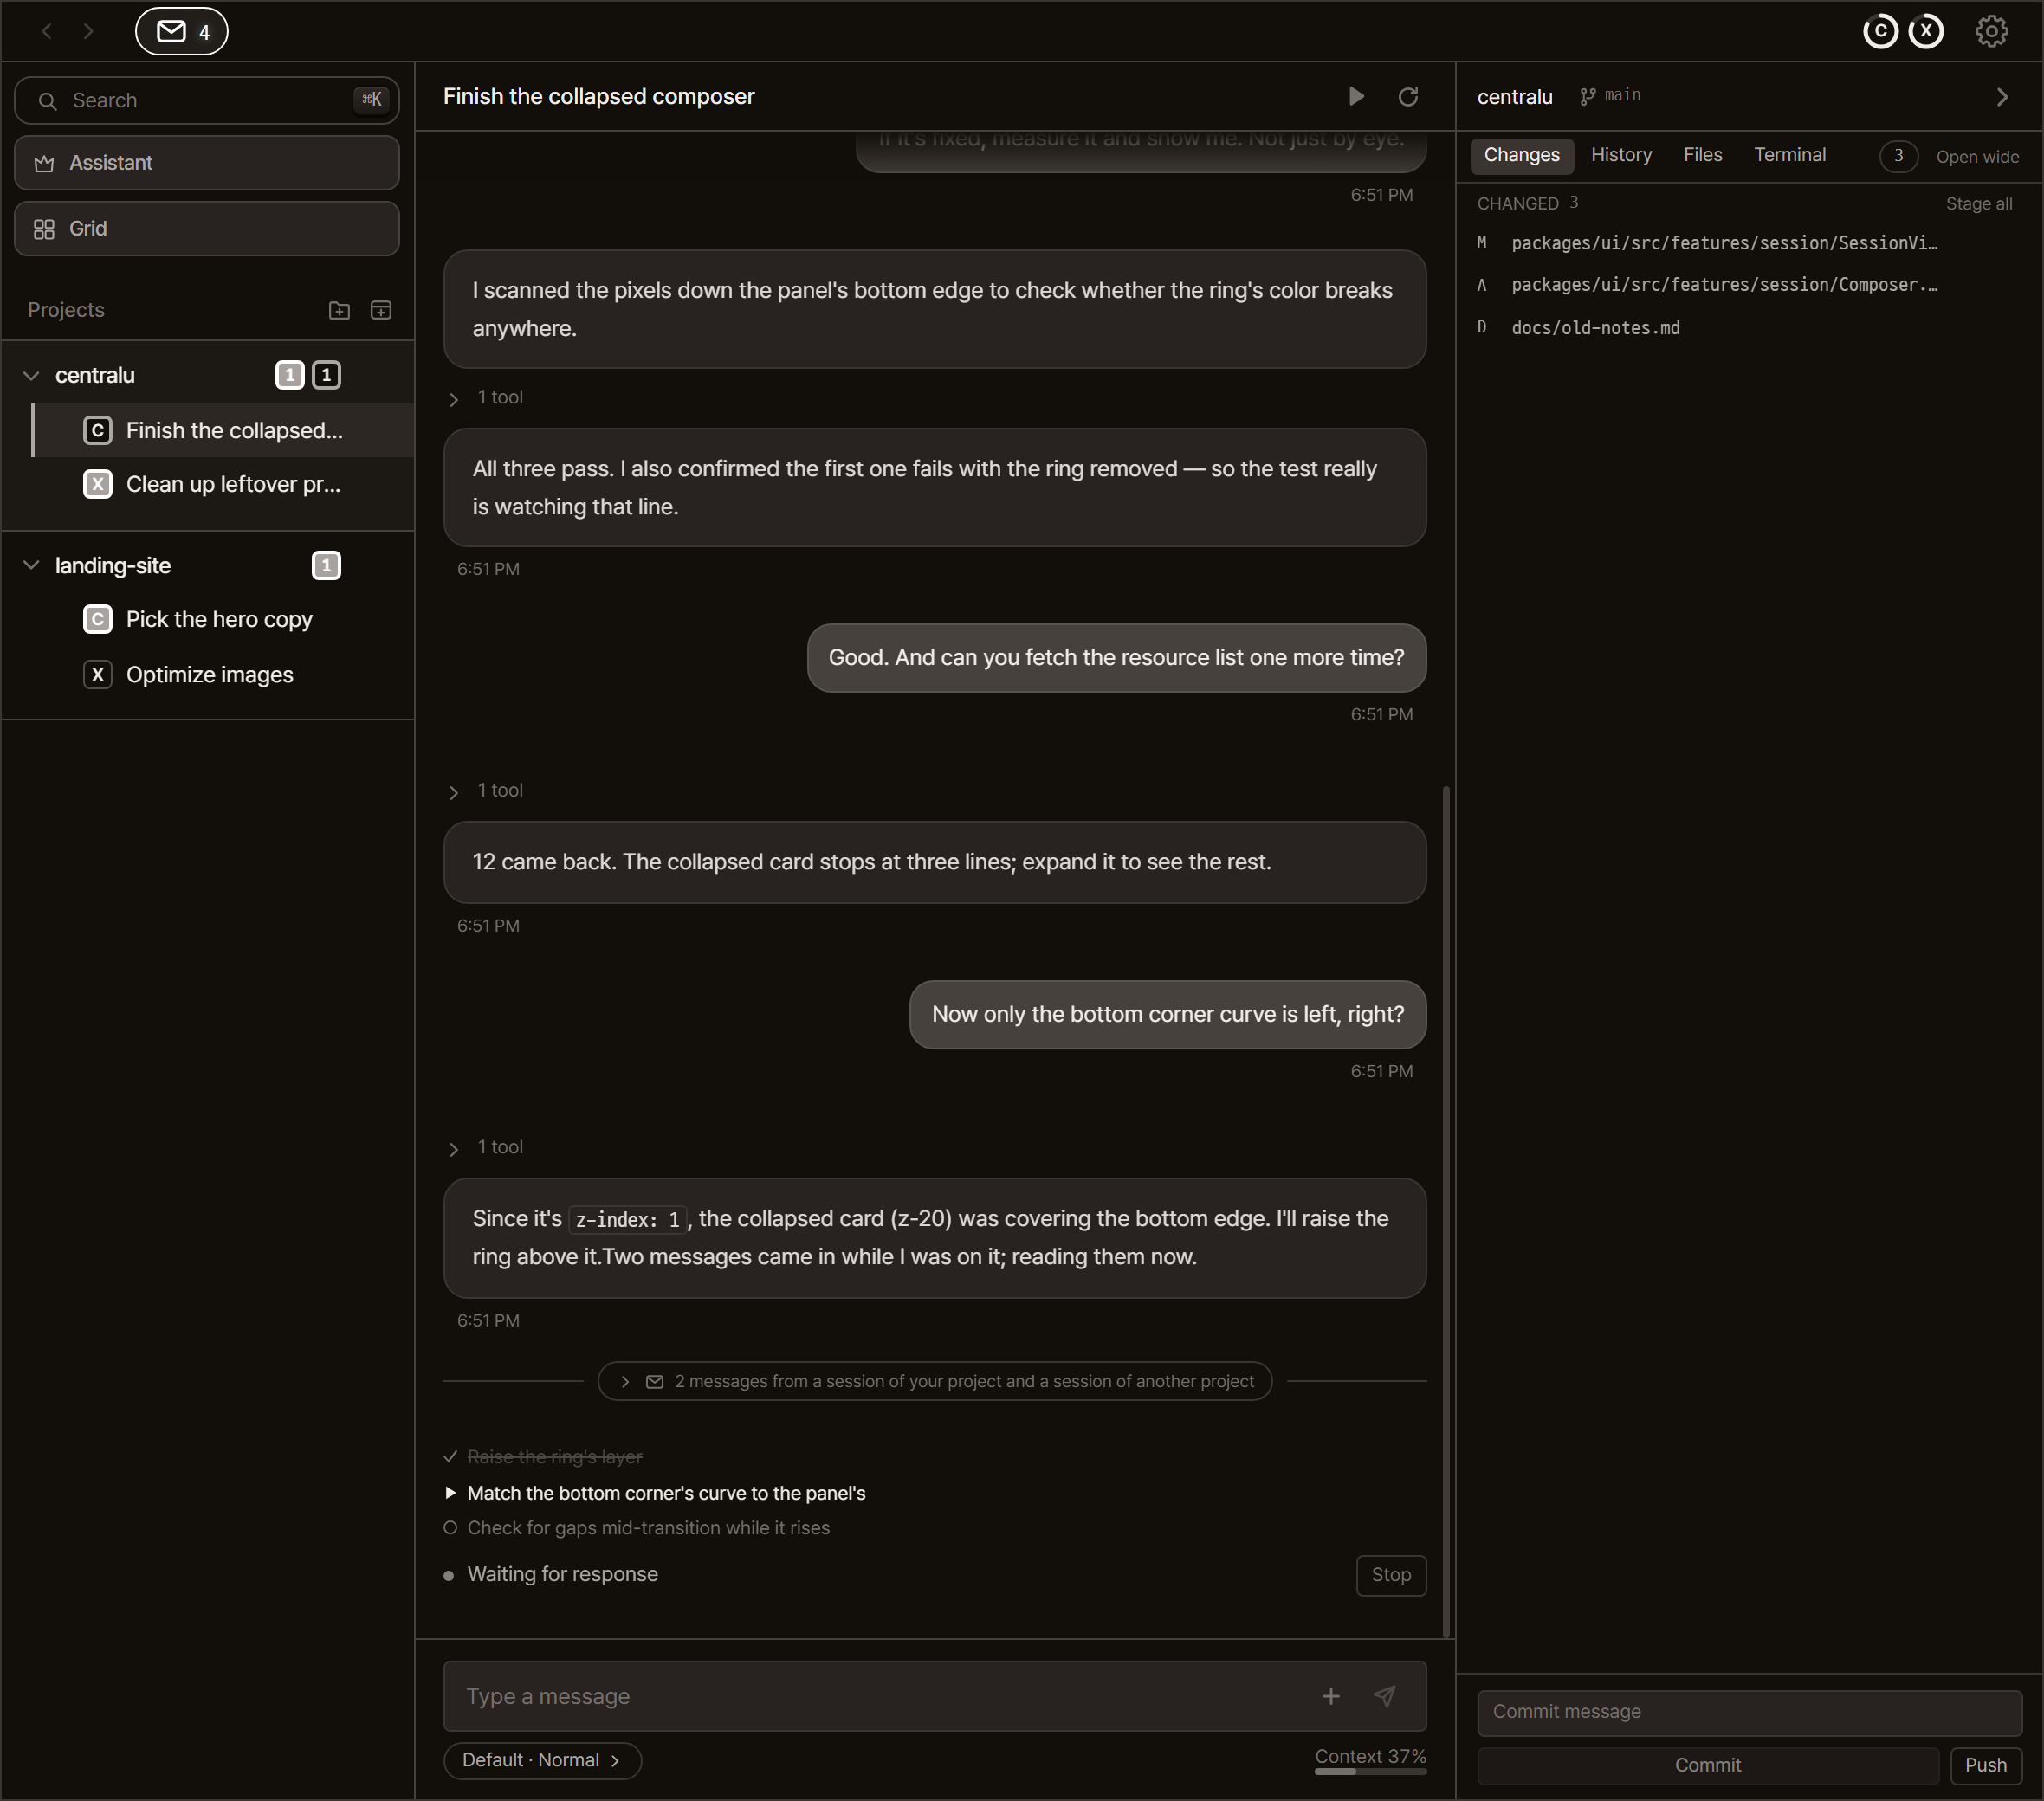 4
C
X
Search
⌘K
Assistant
Grid
Projects
centralu
1
1
C
Finish the collapsed...
X
Clean up leftover pr...
landing-site
1
C
Pick the hero copy
X
Optimize images
Finish the collapsed composer
If it's fixed, measure it and show me. Not just by eye.
6:51 PM
I scanned the pixels down the panel's bottom edge to check whether the ring's color breaks
anywhere.
1 tool
All three pass. I also confirmed the first one fails with the ring removed — so the test really
is watching that line.
6:51 PM
Good. And can you fetch the resource list one more time?
6:51 PM
1 tool
12 came back. The collapsed card stops at three lines; expand it to see the rest.
6:51 PM
Now only the bottom corner curve is left, right?
6:51 PM
1 tool
Since it's z-index: 1, the collapsed card (z-20) was covering the bottom edge. I'll raise the
ring above it.Two messages came in while I was on it; reading them now.
6:51 PM
2 messages from a session of your project and a session of another project
Raise the ring's layer
Match the bottom corner's curve to the panel's
Check for gaps mid-transition while it rises
Waiting for response
Stop
Type a message
Default · Normal
Context 37%
centralu
main
Changes
History
Files
Terminal
3
Open wide
CHANGED 3
Stage all
M packages/ui/src/features/session/SessionVi…
A packages/ui/src/features/session/Composer.…
D docs/old-notes.md
Commit message
Commit
Push